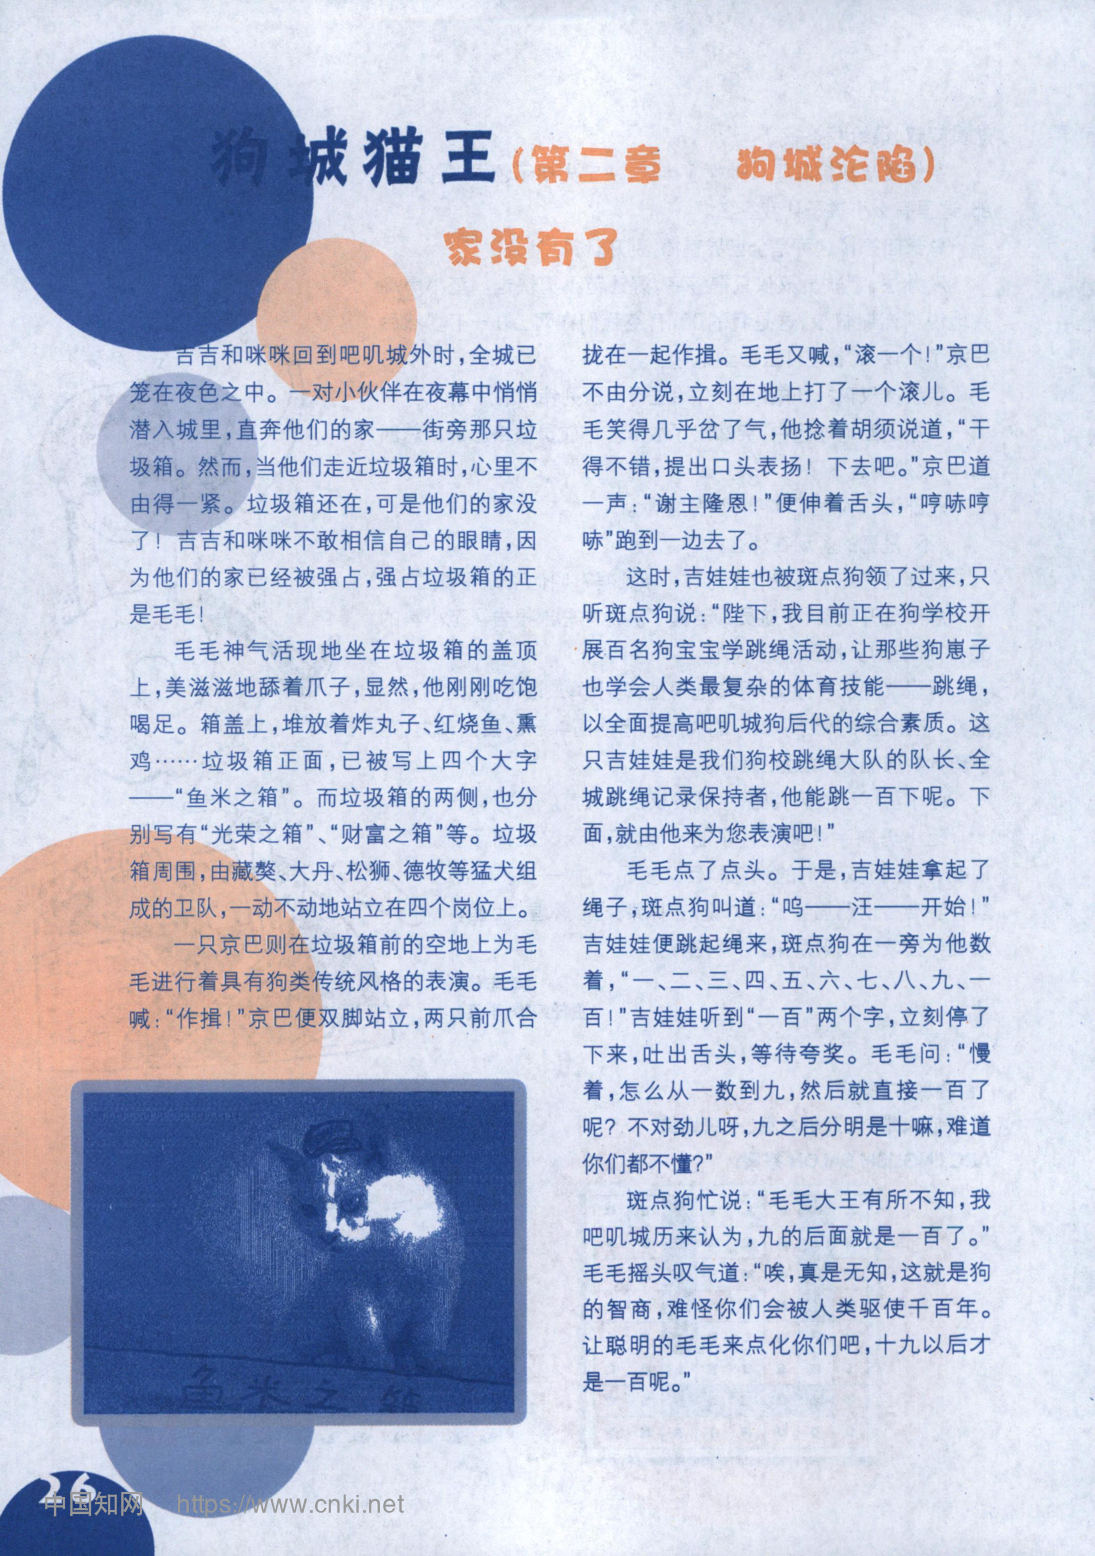 狗城猫王(第二章 狗城沦陷)
家没有了
吉吉和咪咪回到吧叽城外时,全城已
笼在夜色之中。一对小伙伴在夜幕中悄悄
潜入城里,直奔他们的家——街旁那只垃
圾箱。然而,当他们走近垃圾箱时,心里不
由得一紧。垃圾箱还在,可是他们的家没
了!吉吉和咪咪不敢相信自己的眼睛,因
为他们的家已经被强占,强占垃圾箱的正
是毛毛!
毛毛神气活现地坐在垃圾箱的盖顶
上,美滋滋地舔着爪子,显然,他刚刚吃饱
喝足。箱盖上,堆放着炸丸子、红烧鱼、熏
鸡……垃圾箱正面,已被写上四个大字
——“鱼米之箱”。而垃圾箱的两侧,也分
别写有“光荣之箱”、“财富之箱”等。垃圾
箱周围,由藏獒、大丹、松狮、德牧等猛犬组
成的卫队,一动不动地站立在四个岗位上。
一只京巴则在垃圾箱前的空地上为毛
毛进行着具有狗类传统风格的表演。毛毛
喊:“作揖!”京巴便双脚站立,两只前爪合
鱼米之箱
拢在一起作揖。毛毛又喊,“滚一个!”京巴
不由分说,立刻在地上打了一个滚儿。毛
毛笑得几乎岔了气,他捻着胡须说道,“干
得不错,提出口头表扬!下去吧。”京巴道
一声:“谢主隆恩!”便伸着舌头,“哼哧哼
哧”跑到一边去了。
这时,吉娃娃也被斑点狗领了过来,只
听斑点狗说:“陛下,我目前正在狗学校开
展百名狗宝宝学跳绳活动,让那些狗崽子
也学会人类最复杂的体育技能——跳绳,
以全面提高吧叽城狗后代的综合素质。这
只吉娃娃是我们狗校跳绳大队的队长、全
城跳绳记录保持者,他能跳一百下呢。下
面,就由他来为您表演吧!”
毛毛点了点头。于是,吉娃娃拿起了
绳子,斑点狗叫道:“呜——汪——开始!”
吉娃娃便跳起绳来,斑点狗在一旁为他数
着,“一、二、三、四、五、六、七、八、九、一
百!”吉娃娃听到“一百”两个字,立刻停了
下来,吐出舌头,等待夸奖。毛毛问:“慢
着,怎么从一数到九,然后就直接一百了
呢?不对劲儿呀,九之后分明是十嘛,难道
你们都不懂?”
斑点狗忙说:“毛毛大王有所不知,我
吧叽城历来认为,九的后面就是一百了。”
毛毛摇头叹气道:“唉,真是无知,这就是狗
的智商,难怪你们会被人类驱使千百年。
让聪明的毛毛来点化你们吧,十九以后才
是一百呢。”
26
中国知网 https://www.cnki.net